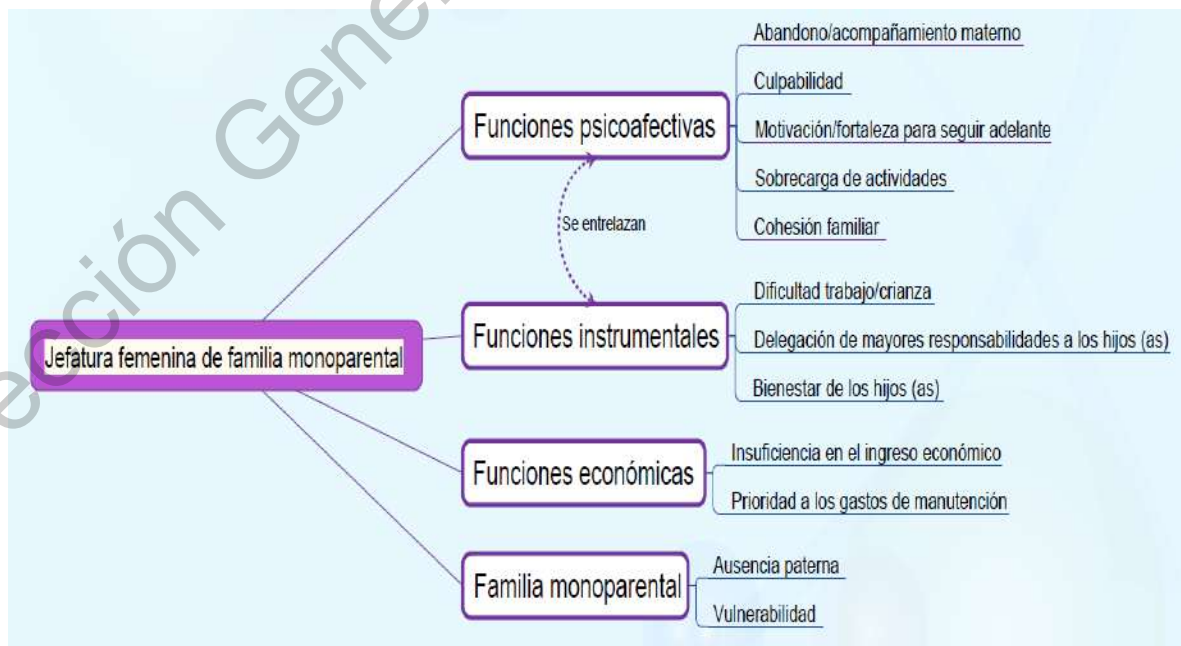 Jefatura femenina de familia monoparental
Funciones psicoafectivas
Abandono/acompañamiento materno
Culpabilidad
Motivación/fortaleza para seguir adelante
Sobrecarga de actividades
Cohesión familiar
Se entrelazan
Funciones instrumentales
Dificultad trabajo/crianza
Delegación de mayores responsabilidades a los hijos (as)
Bienestar de los hijos (as)
Funciones económicas
Insuficiencia en el ingreso económico
Prioridad a los gastos de manutención
Familia monoparental
Ausencia paterna
Vulnerabilidad